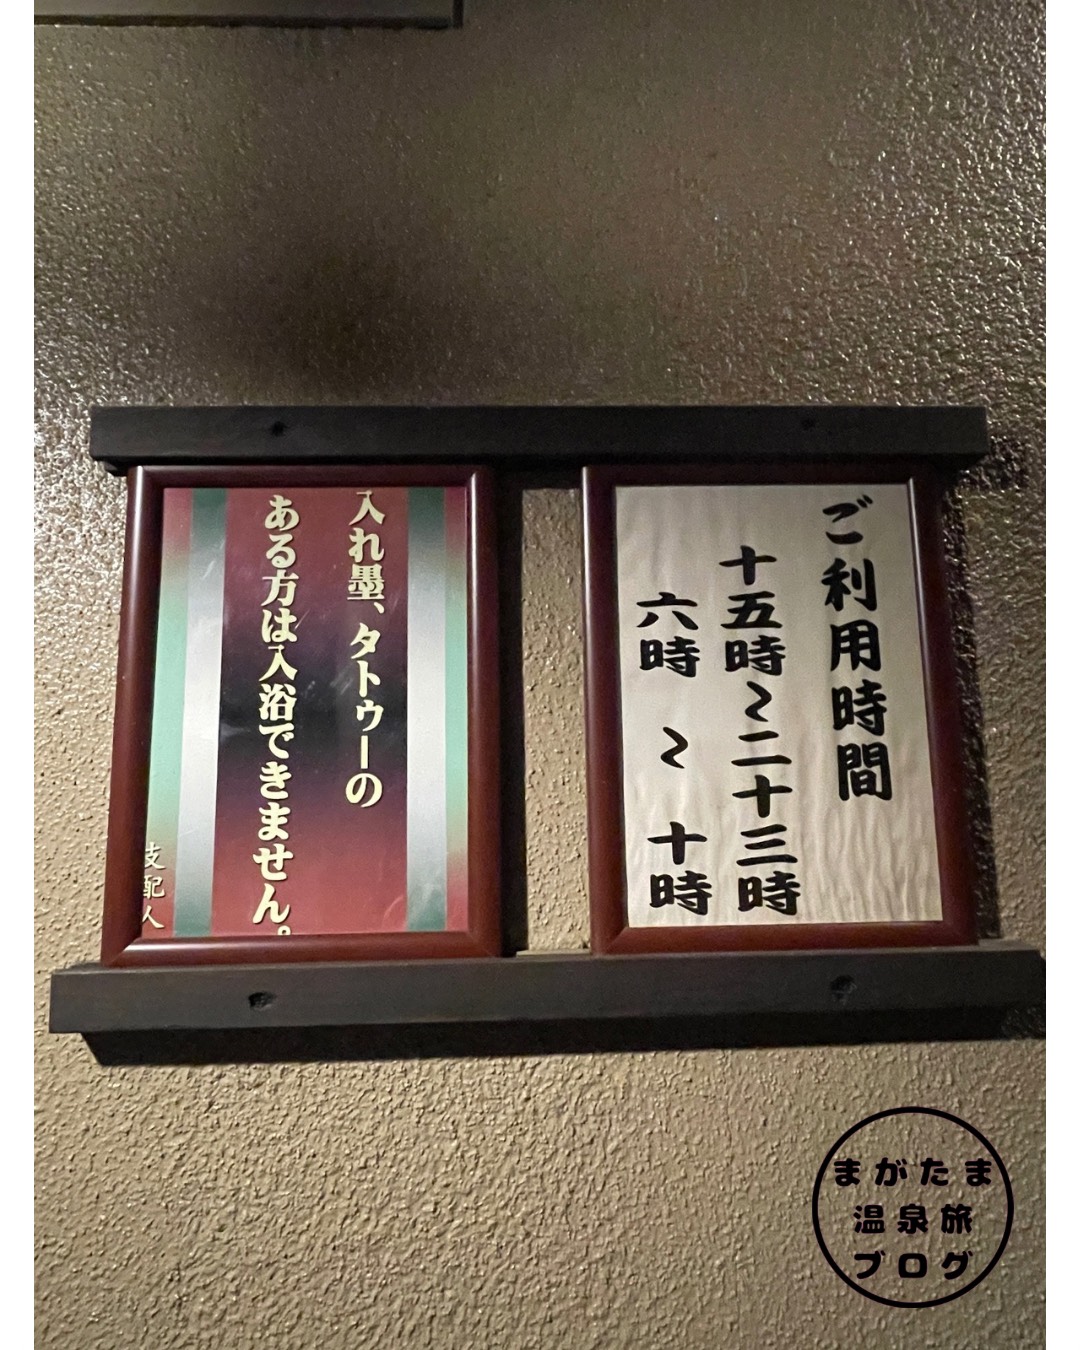 ご利用時間
十五時〜二十三時
六時 〜 十時
入れ墨、タトゥーの
ある方は入浴できません。
支配人
まがたま
温泉旅
ブログ